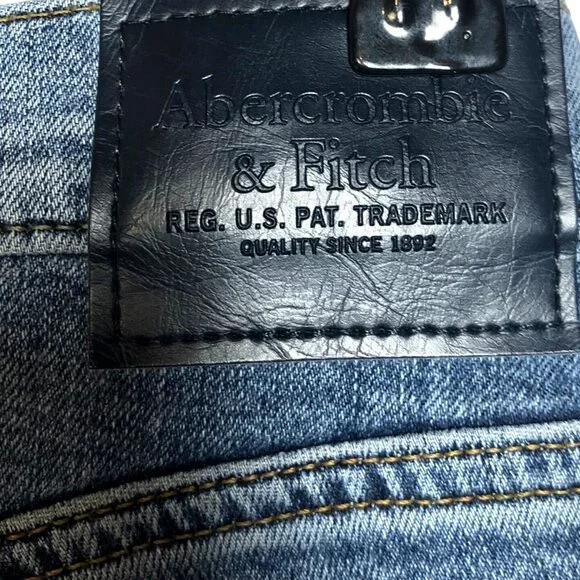 Abercrombie
& Fitch
REG. U.S. PAT. TRADEMARK
QUALITY SINCE 1892